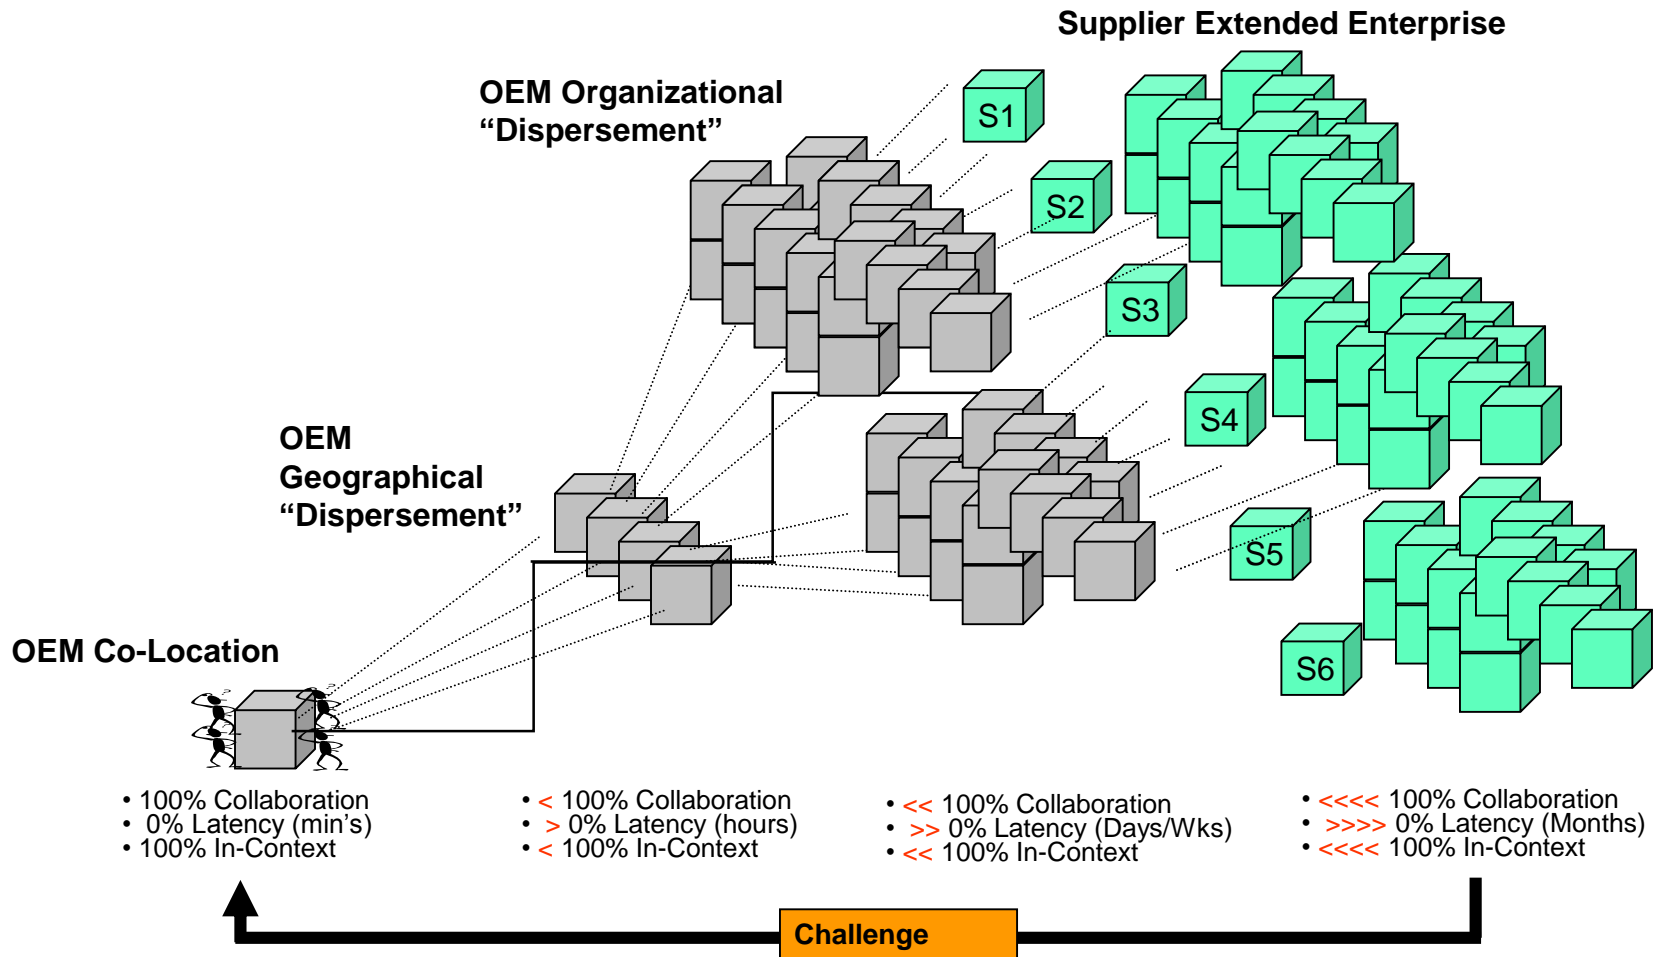 Supplier Extended Enterprise
OEM Organizational
“Dispersement”
S1
S2
S3
S4
S5
S6
OEM
Geographical
“Dispersement”
OEM Co-Location
• 100% Collaboration
• 0% Latency (min's)
• 100% In-Context
• < 100% Collaboration
• > 0% Latency (hours)
• < 100% In-Context
• << 100% Collaboration
• >> 0% Latency (Days/Wks)
• << 100% In-Context
• <<<< 100% Collaboration
• >>>> 0% Latency (Months)
• <<<< 100% In-Context
Challenge